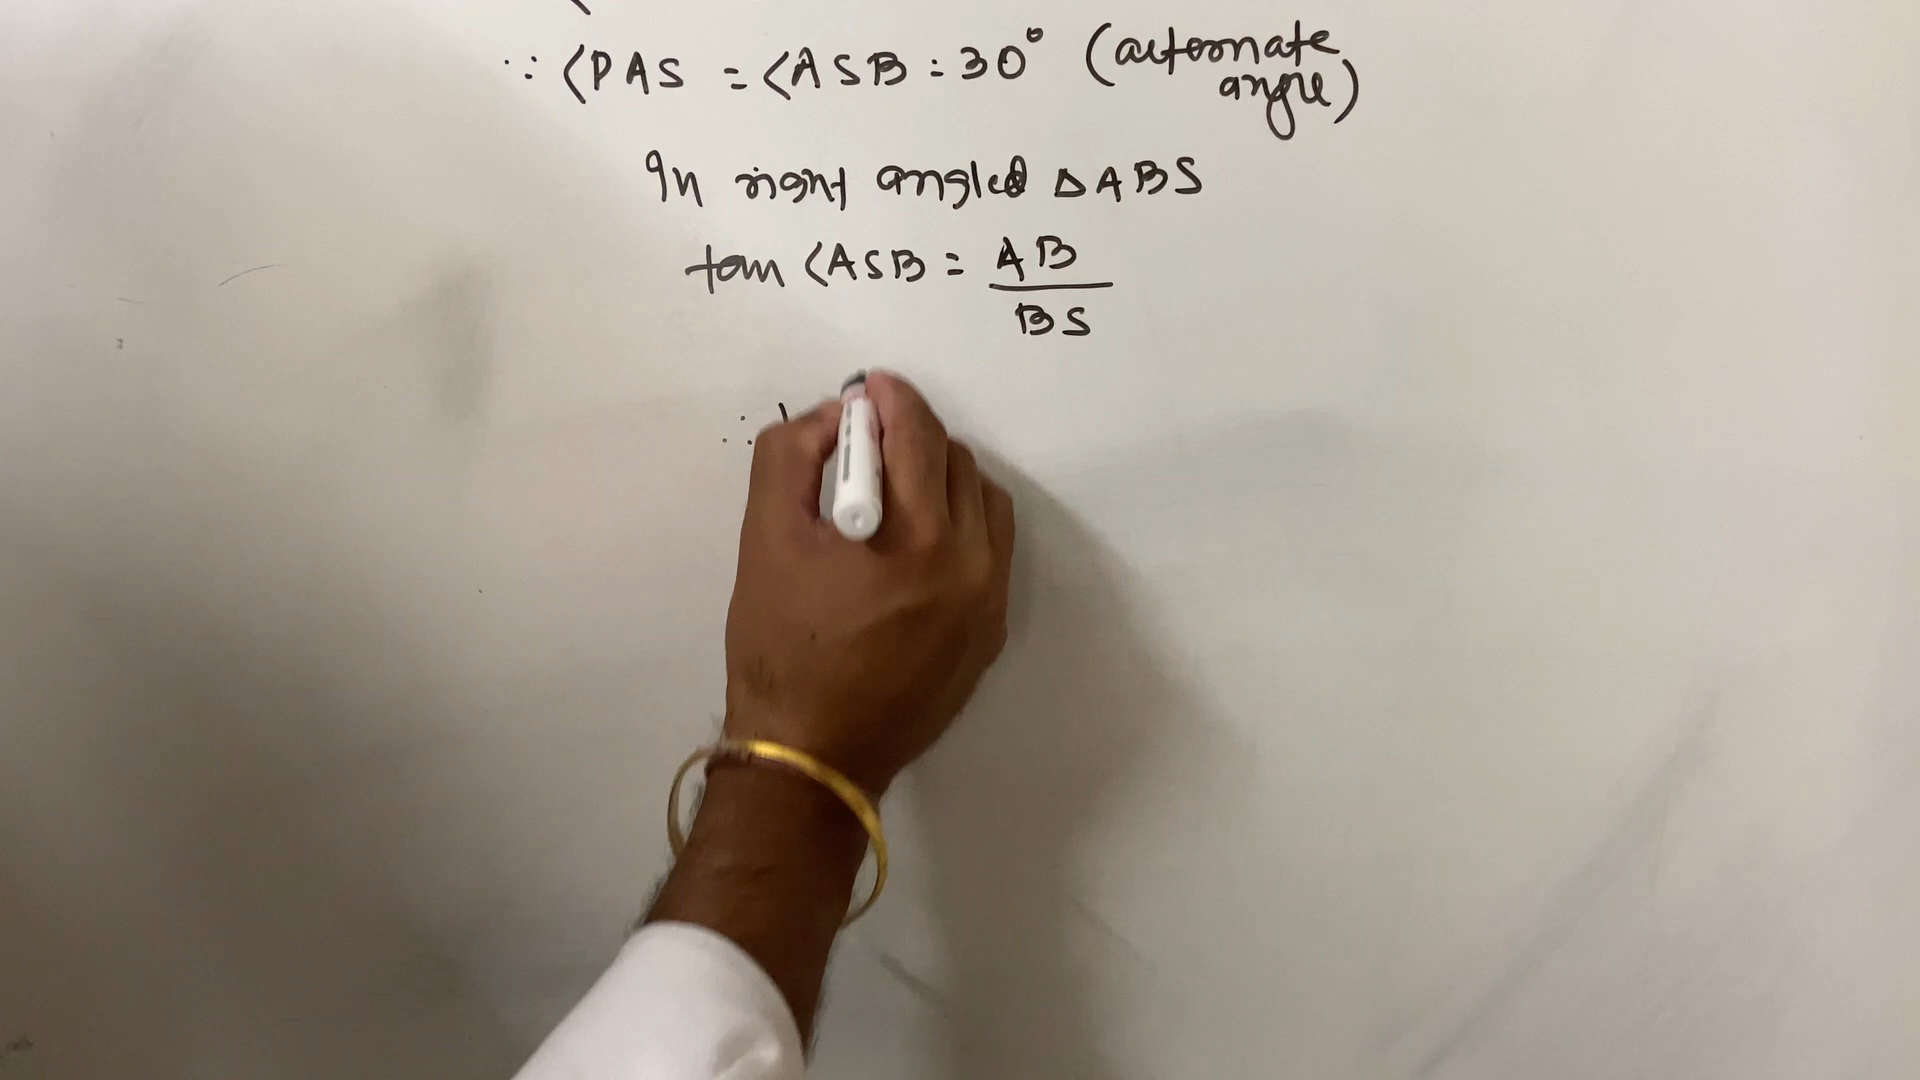 ∵ <PAS = <ASB = 30° (alternate angle)
In right angled ΔABS
tan <ASB = AB / BS
∴